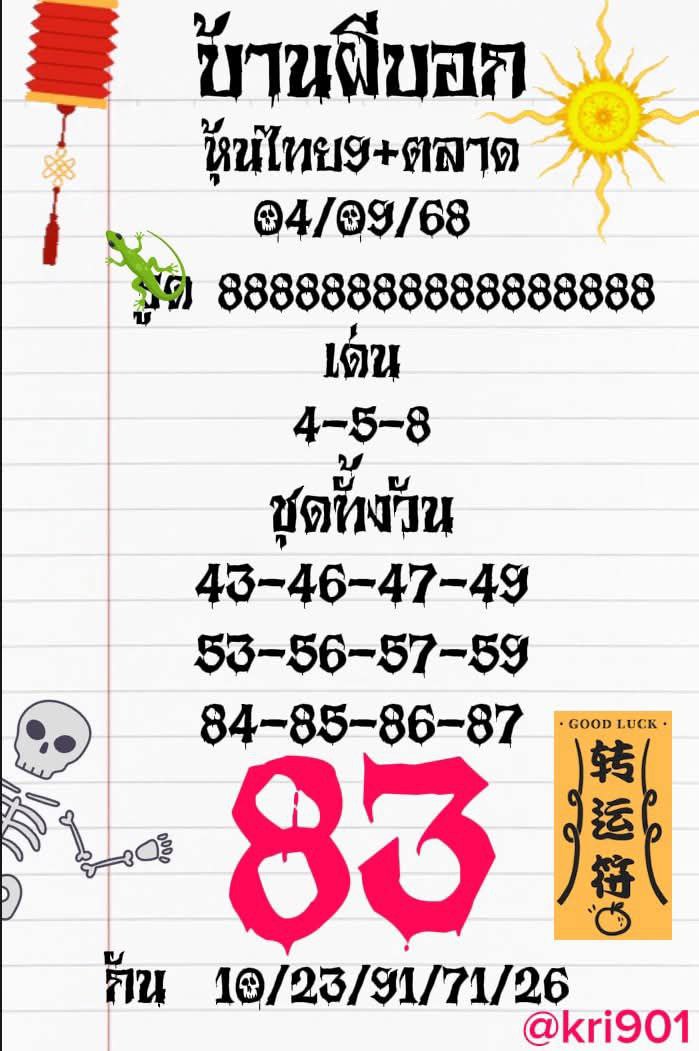 บ้านผีบอก
หุ้นไทย9+ตลาด
04/09/68
รูด 888888888888888888
เด่น
4-5-8
ชุดทั้งวัน
43-46-47-49
53-56-57-59
84-85-86-87
83
· GOOD LUCK ·
转
运
符
กัน 10/23/91/71/26
@kri901